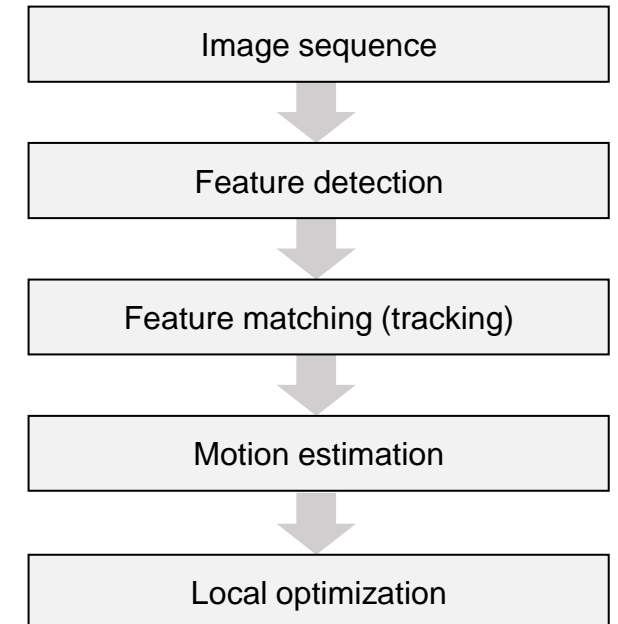 Image sequence
Feature detection
Feature matching (tracking)
Motion estimation
Local optimization